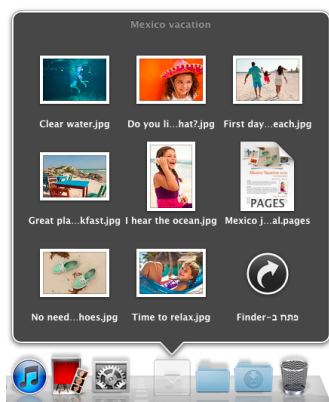 Mexico vacation
Clear water.jpg
Do you li...hat?.jpg
First day...each.jpg
Great pla...kfast.jpg
I hear the ocean.jpg
PAGES
Mexico j...al.pages
No need...hoes.jpg
Time to relax.jpg
פתח ב-Finder